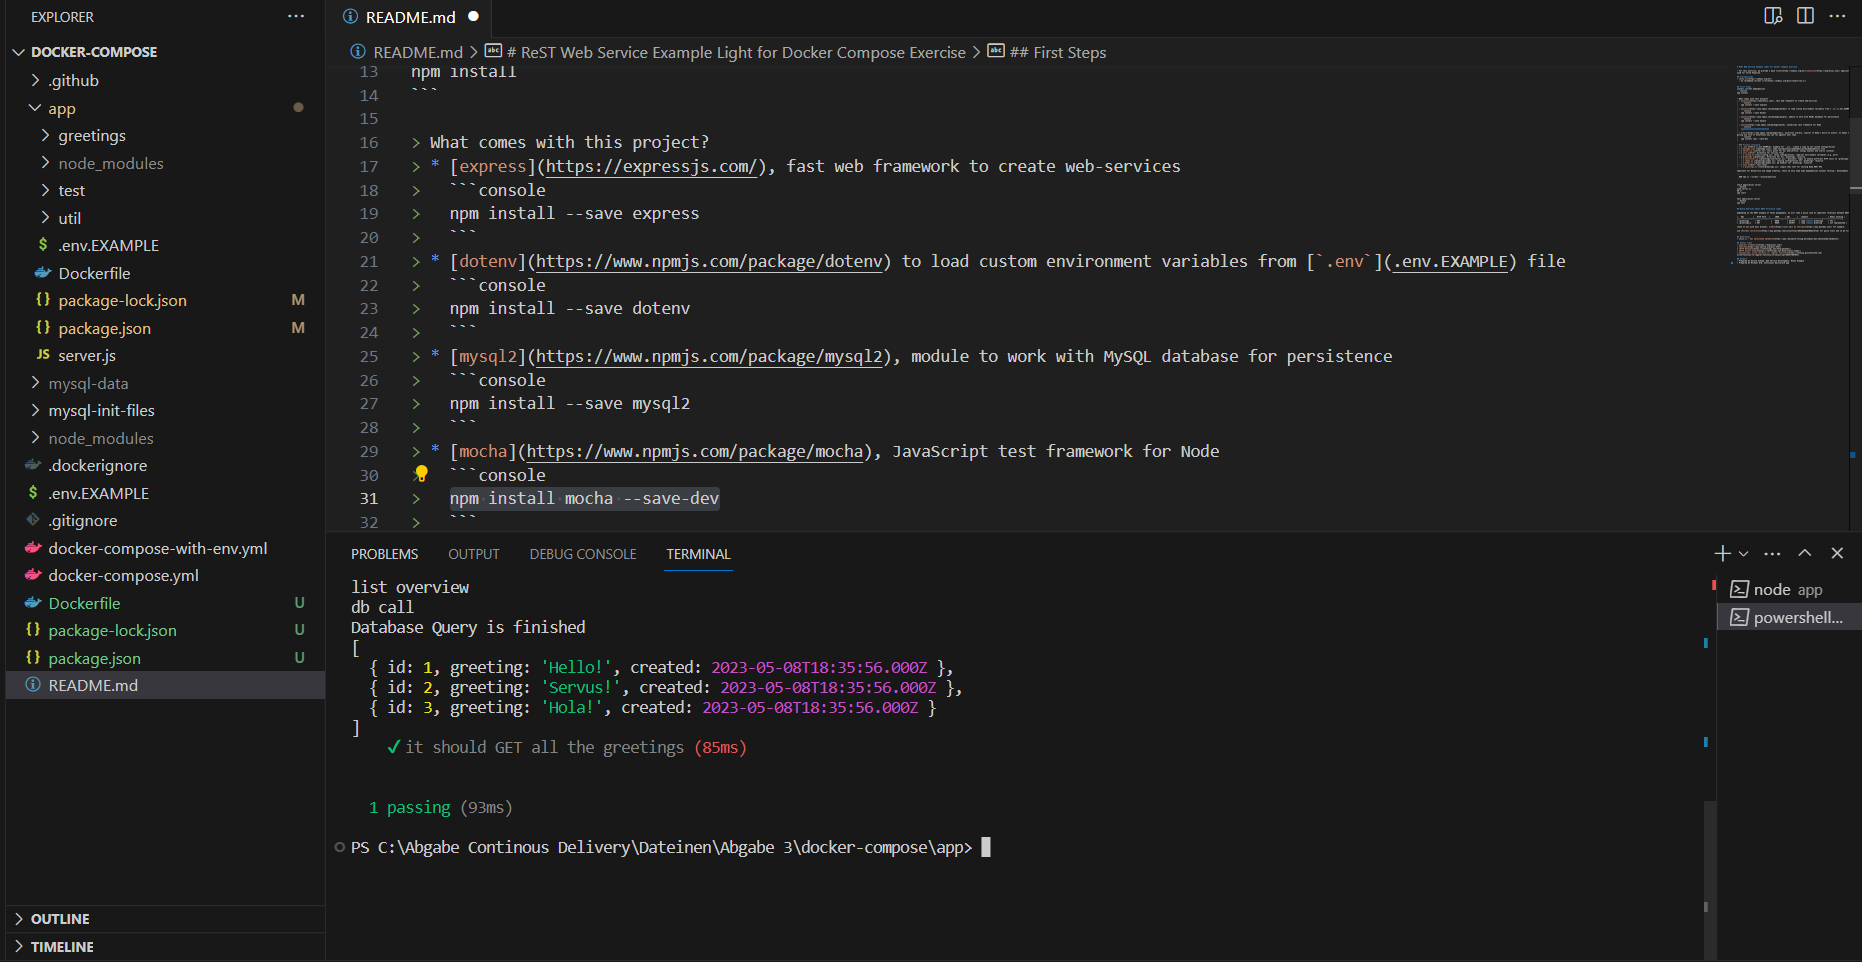 EXPLORER
DOCKER-COMPOSE
.github
app
greetings
node_modules
test
util
$ .env.EXAMPLE
Dockerfile
{} package-lock.json M
{} package.json M
JS server.js
mysql-data
mysql-init-files
node_modules
.dockerignore
$ .env.EXAMPLE
.gitignore
docker-compose-with-env.yml
docker-compose.yml
Dockerfile U
{} package-lock.json U
{} package.json U
README.md
OUTLINE
TIMELINE
README.md
README.md > abc # ReST Web Service Example Light for Docker Compose Exercise > abc ## First Steps
13 npm install
14 ```
15
16 > What comes with this project?
17 > * [express](https://expressjs.com/), fast web framework to create web-services
18 > ```console
19 > npm install --save express
20 > ```
21 > * [dotenv](https://www.npmjs.com/package/dotenv) to load custom environment variables from [`.env`](.env.EXAMPLE) file
22 > ```console
23 > npm install --save dotenv
24 > ```
25 > * [mysql2](https://www.npmjs.com/package/mysql2), module to work with MySQL database for persistence
26 > ```console
27 > npm install --save mysql2
28 > ```
29 > * [mocha](https://www.npmjs.com/package/mocha), JavaScript test framework for Node
30 > ```console
31 > npm install mocha --save-dev
32 > ```
PROBLEMS OUTPUT DEBUG CONSOLE TERMINAL
list overview
db call
Database Query is finished
[
{ id: 1, greeting: 'Hello!', created: 2023-05-08T18:35:56.000Z },
{ id: 2, greeting: 'Servus!', created: 2023-05-08T18:35:56.000Z },
{ id: 3, greeting: 'Hola!', created: 2023-05-08T18:35:56.000Z }
]
✓ it should GET all the greetings (85ms)
1 passing (93ms)
PS C:\Abgabe Continous Delivery\Dateinen\Abgabe 3\docker-compose\app>
node app
powershell...